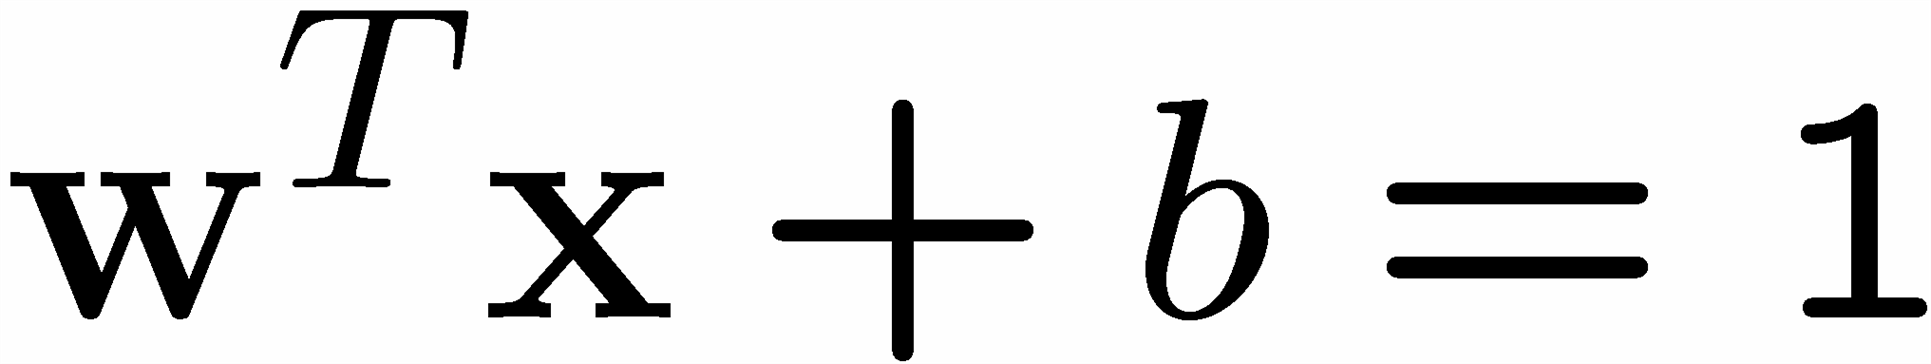 w^T x + b = 1